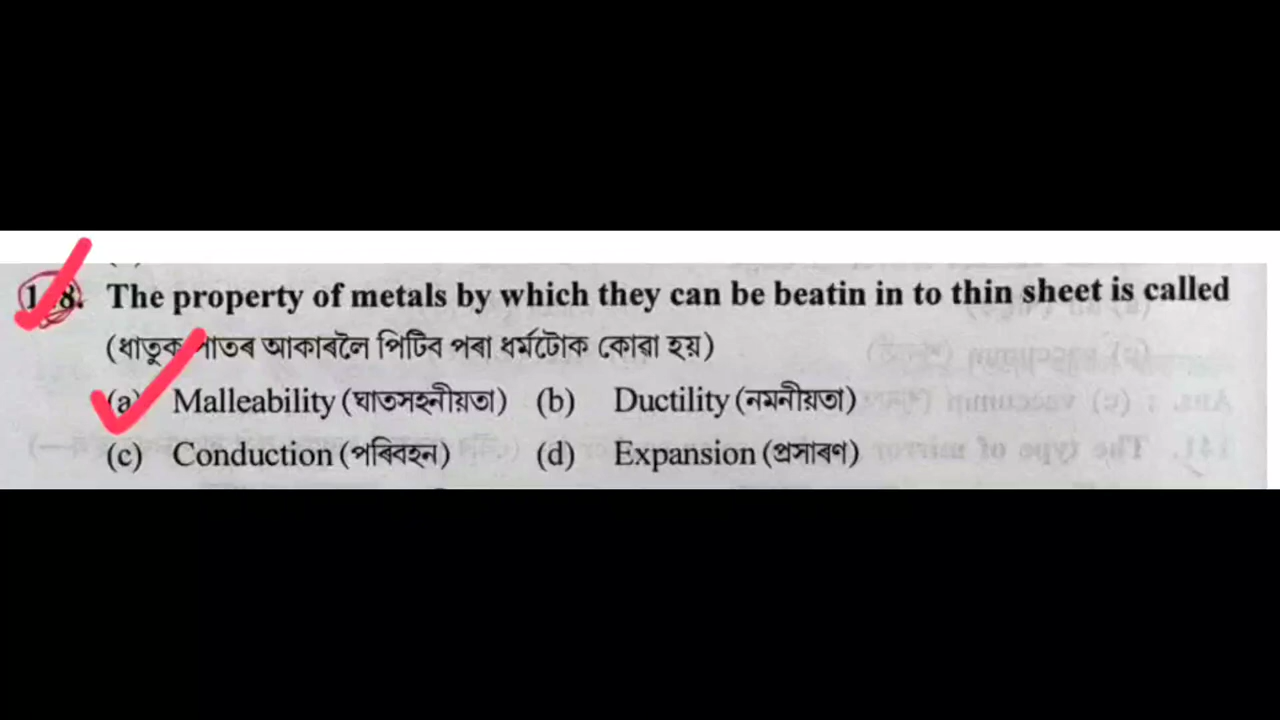 The property of metals by which they can be beatin in to thin sheet is called
(ধাতুক পাতৰ আকাৰলৈ পিটিব পৰা ধৰ্মটোক কোৱা হয়)
(a) Malleability (ঘাতসহনীয়তা) (b) Ductility (নমনীয়তা)
(c) Conduction (পৰিবহন) (d) Expansion (প্ৰসাৰণ)